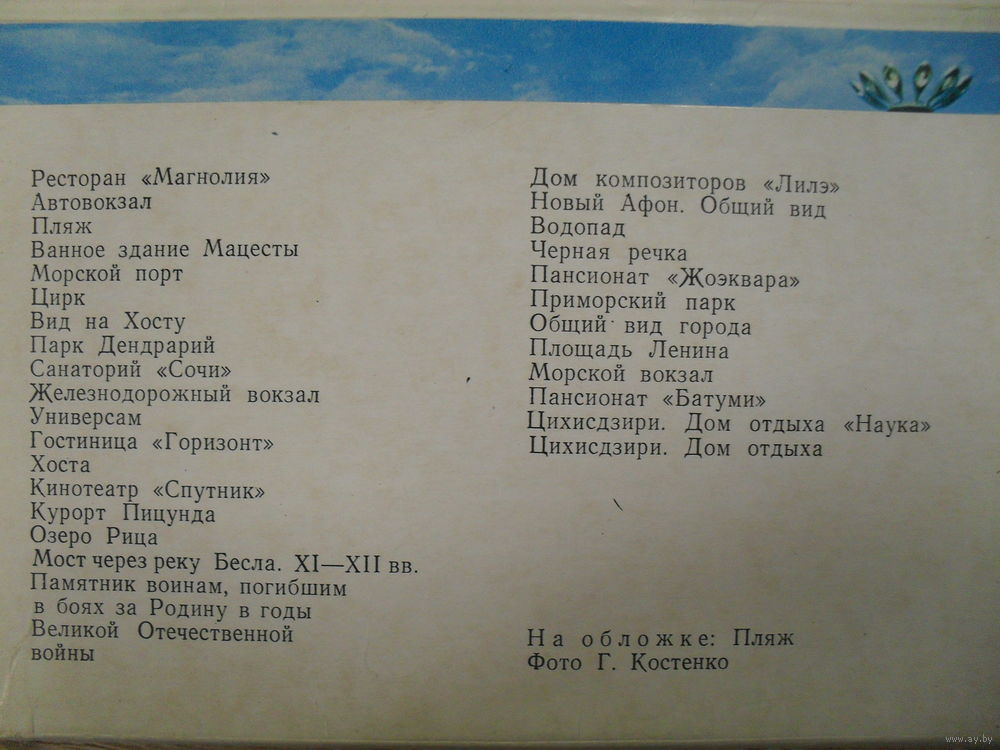 Ресторан «Магнолия»
Автовокзал
Пляж
Ванное здание Мацесты
Морской порт
Цирк
Вид на Хосту
Парк Дендрарий
Санаторий «Сочи»
Железнодорожный вокзал
Универсам
Гостиница «Горизонт»
Хоста
Кинотеатр «Спутник»
Курорт Пицунда
Озеро Рица
Мост через реку Бесла. XI—XII вв.
Памятник воинам, погибшим
в боях за Родину в годы
Великой Отечественной
войны
Дом композиторов «Лилэ»
Новый Афон. Общий вид
Водопад
Черная речка
Пансионат «Жоэквара»
Приморский парк
Общий вид города
Площадь Ленина
Морской вокзал
Пансионат «Батуми»
Цихисдзири. Дом отдыха «Наука»
Цихисдзири. Дом отдыха
На обложке: Пляж
Фото Г. Костенко
www.ay.by